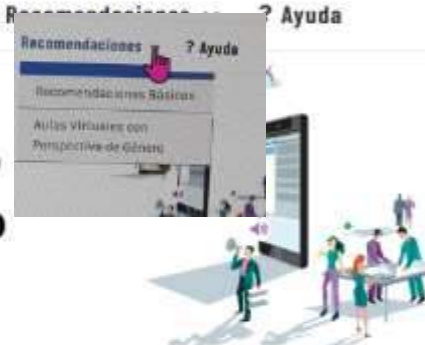 Recomendaciones ? Ayuda
Recomendaciones ? Ayuda
Recomendaciones Básicas
Aulas Virtuales con
Perspectiva de Género